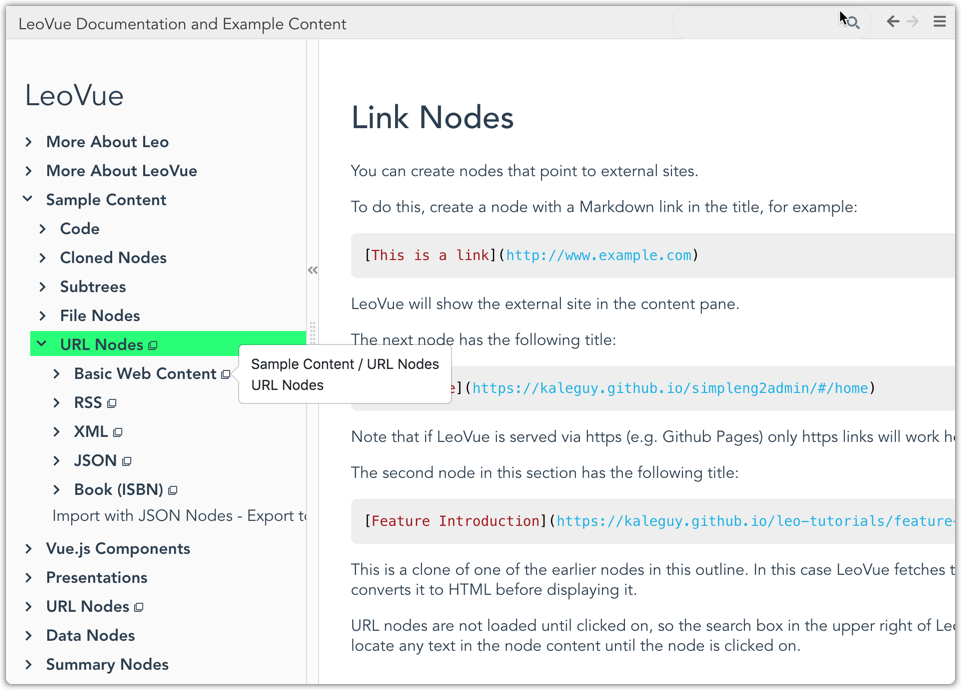 LeoVue Documentation and Example Content
LeoVue
More About Leo
More About LeoVue
Sample Content
Code
Cloned Nodes
Subtrees
File Nodes
URL Nodes
Basic Web Content
RSS
XML
JSON
Book (ISBN)
Import with JSON Nodes - Export to
Vue.js Components
Presentations
URL Nodes
Data Nodes
Summary Nodes
Sample Content / URL Nodes
URL Nodes
Link Nodes
You can create nodes that point to external sites.
To do this, create a node with a Markdown link in the title, for example:
[This is a link](http://www.example.com)
LeoVue will show the external site in the content pane.
The next node has the following title:
e](https://kaleguy.github.io/simpleng2admin/#/home)
Note that if LeoVue is served via https (e.g. Github Pages) only https links will work
The second node in this section has the following title:
[Feature Introduction](https://kaleguy.github.io/leo-tutorials/feature-
This is a clone of one of the earlier nodes in this outline. In this case LeoVue fetches
converts it to HTML before displaying it.
URL nodes are not loaded until clicked on, so the search box in the upper right of
locate any text in the node content until the node is clicked on.